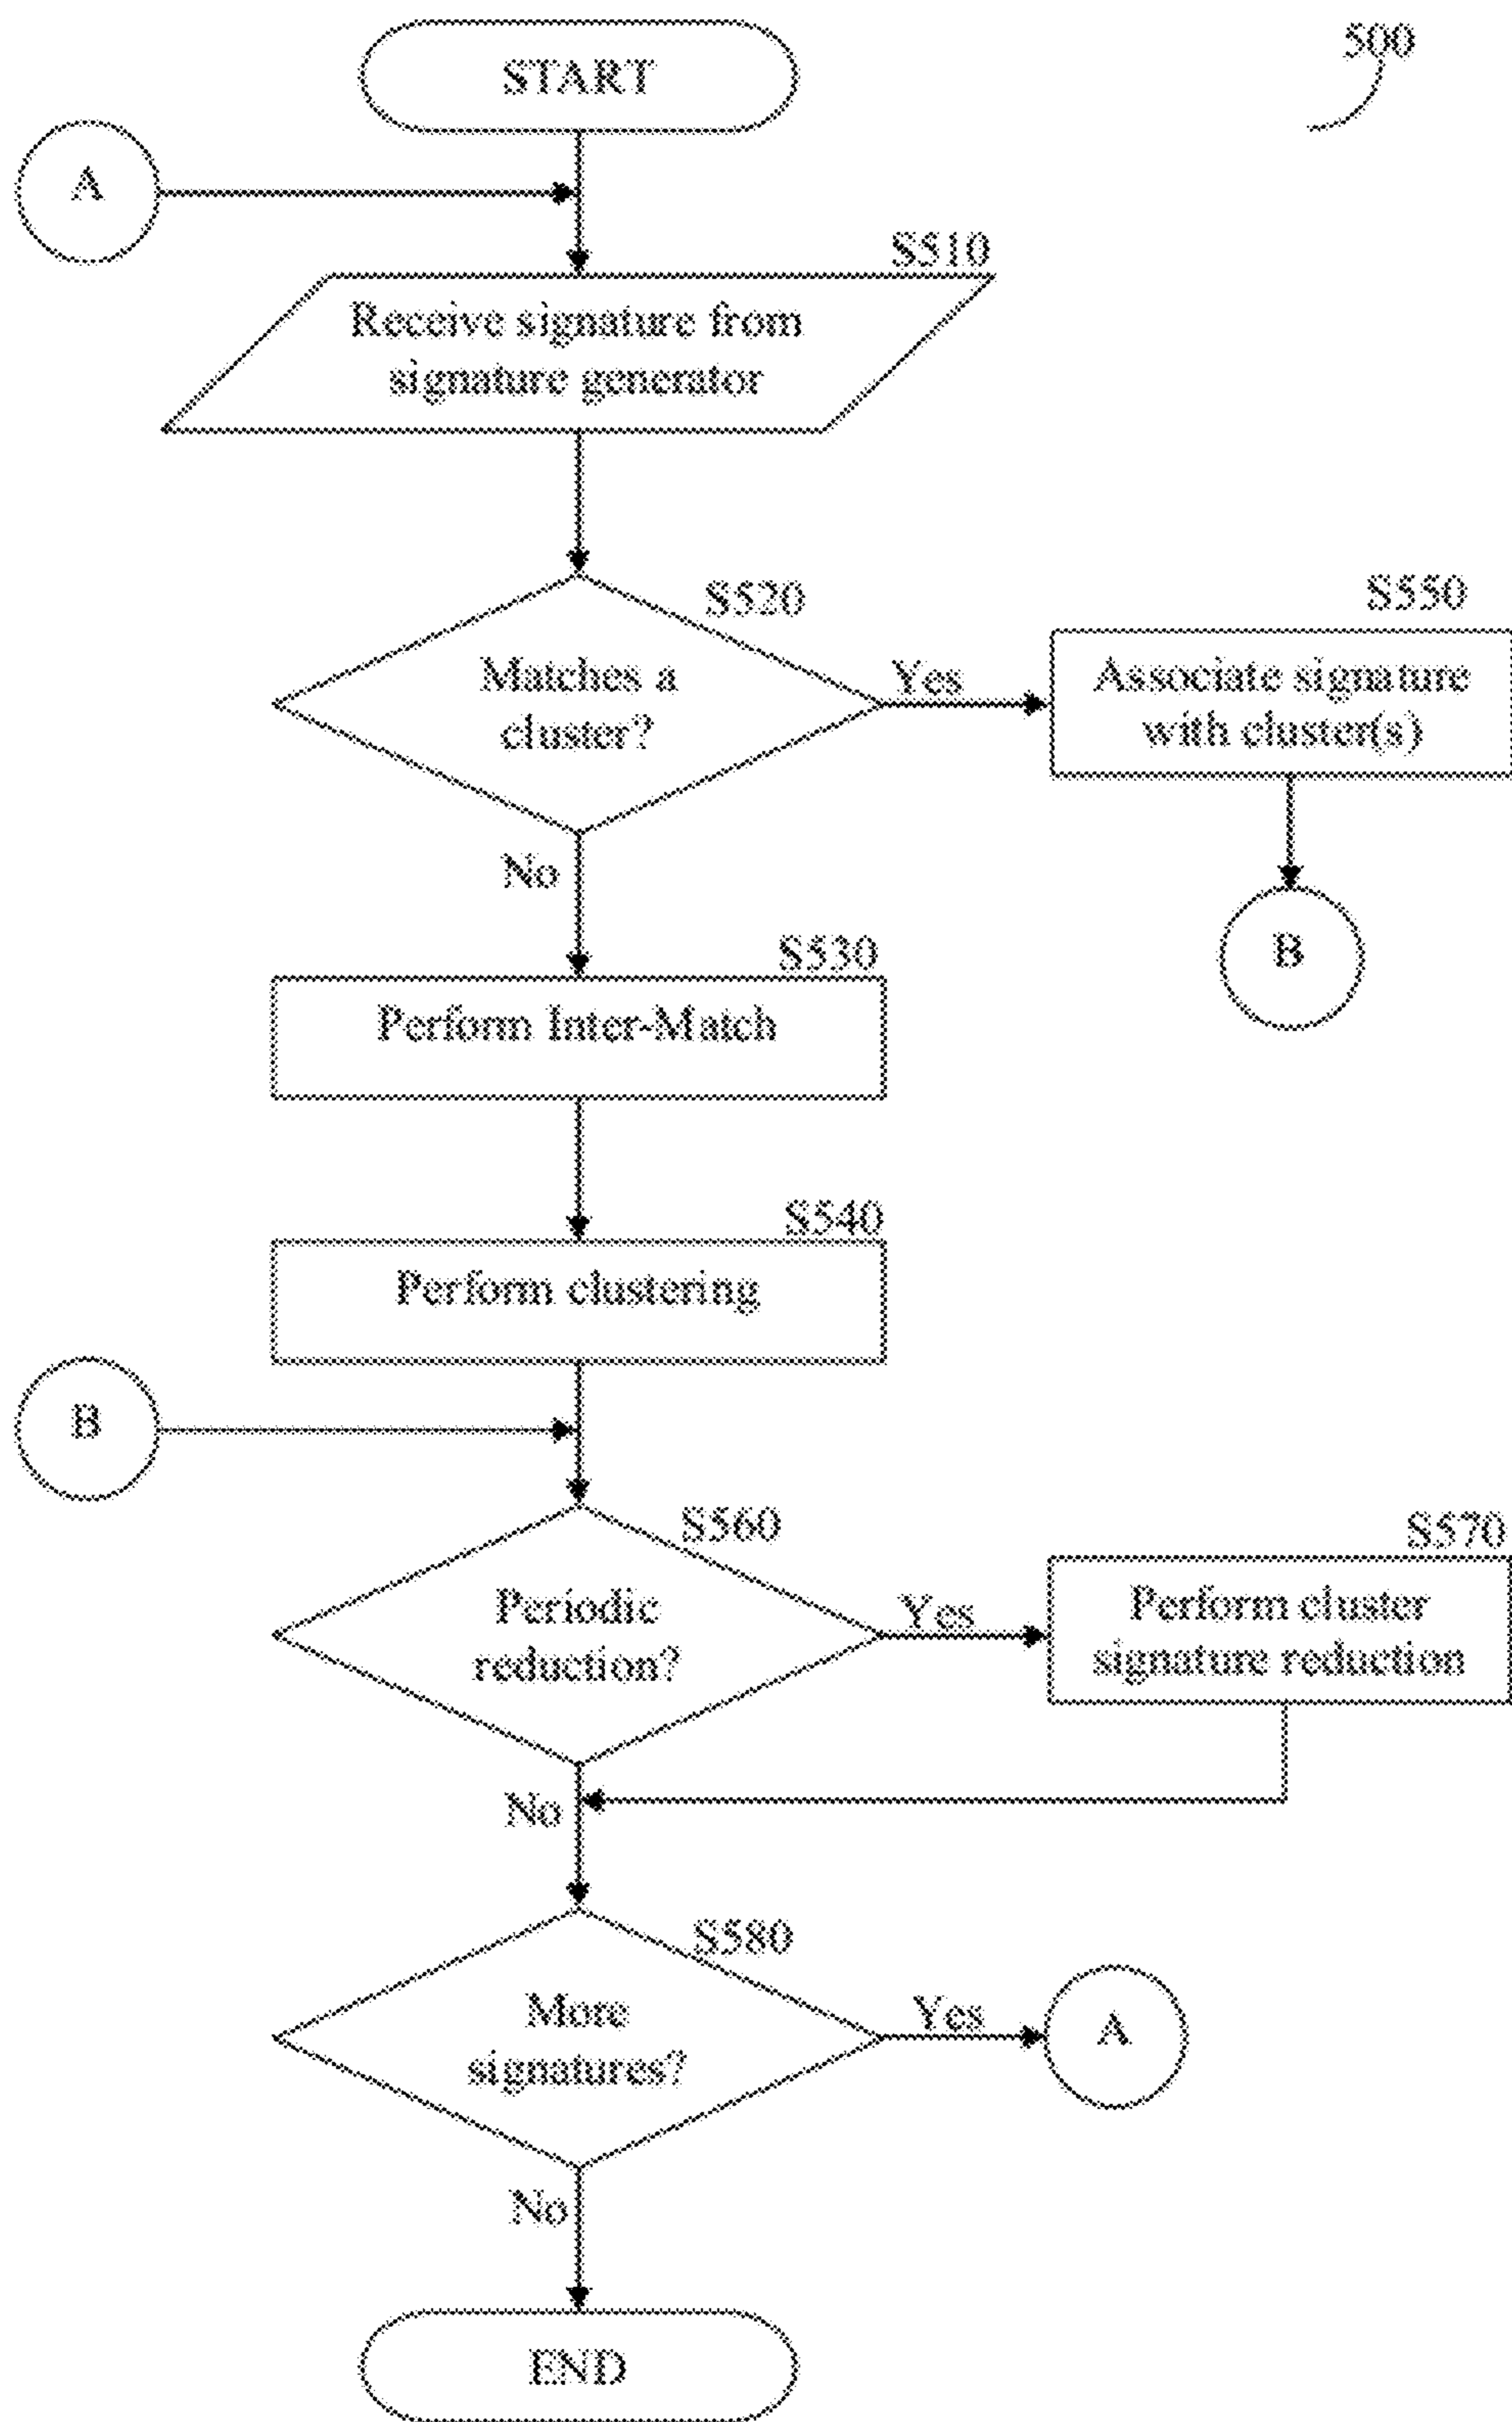 500
START
A
S510
Receive signature from
signature generator
S520
Matches a
cluster?
Yes
S550
Associate signature
with cluster(s)
No
B
S530
Perform Inter-Match
S540
Perform clustering
B
S560
Periodic
reduction?
Yes
S570
Perform cluster
signature reduction
No
S580
More
signatures?
Yes
A
No
END